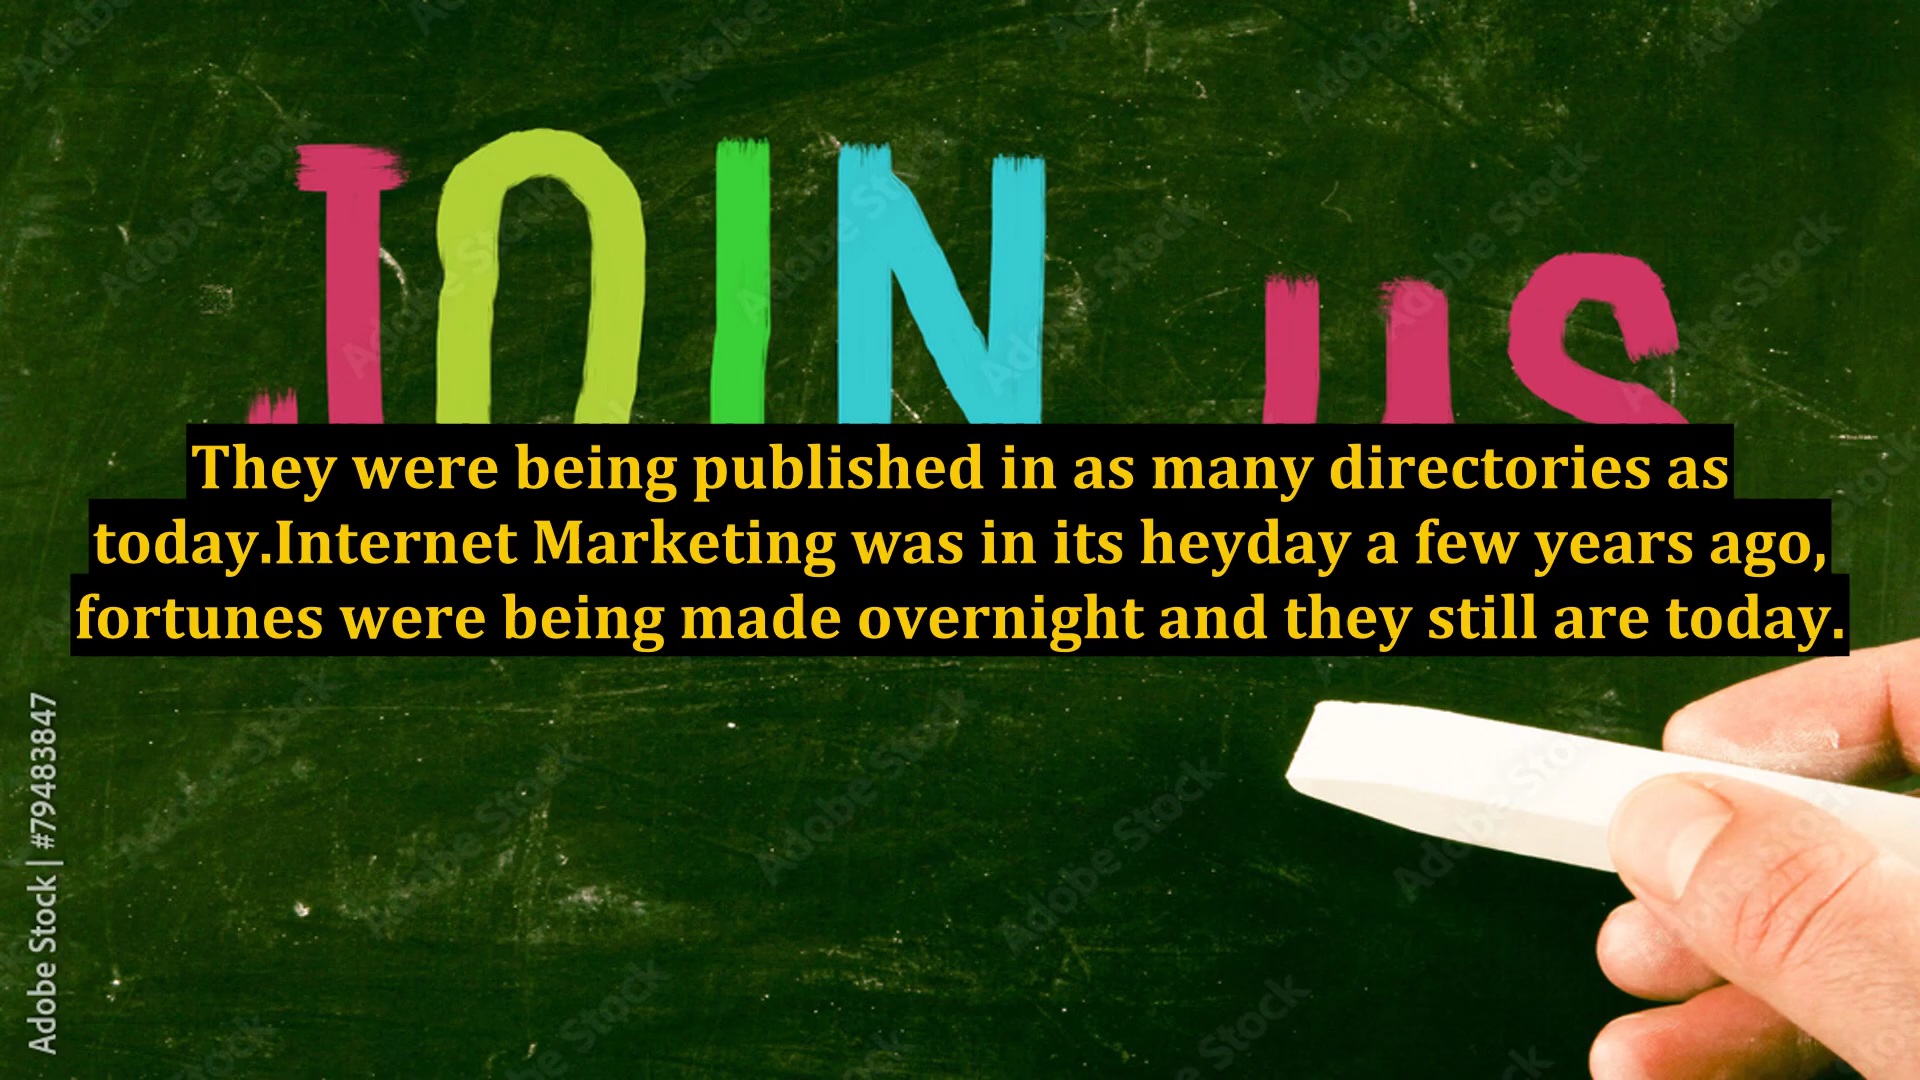 JOIN us
They were being published in as many directories as
today.Internet Marketing was in its heyday a few years ago,
fortunes were being made overnight and they still are today.
Adobe Stock | #79483847